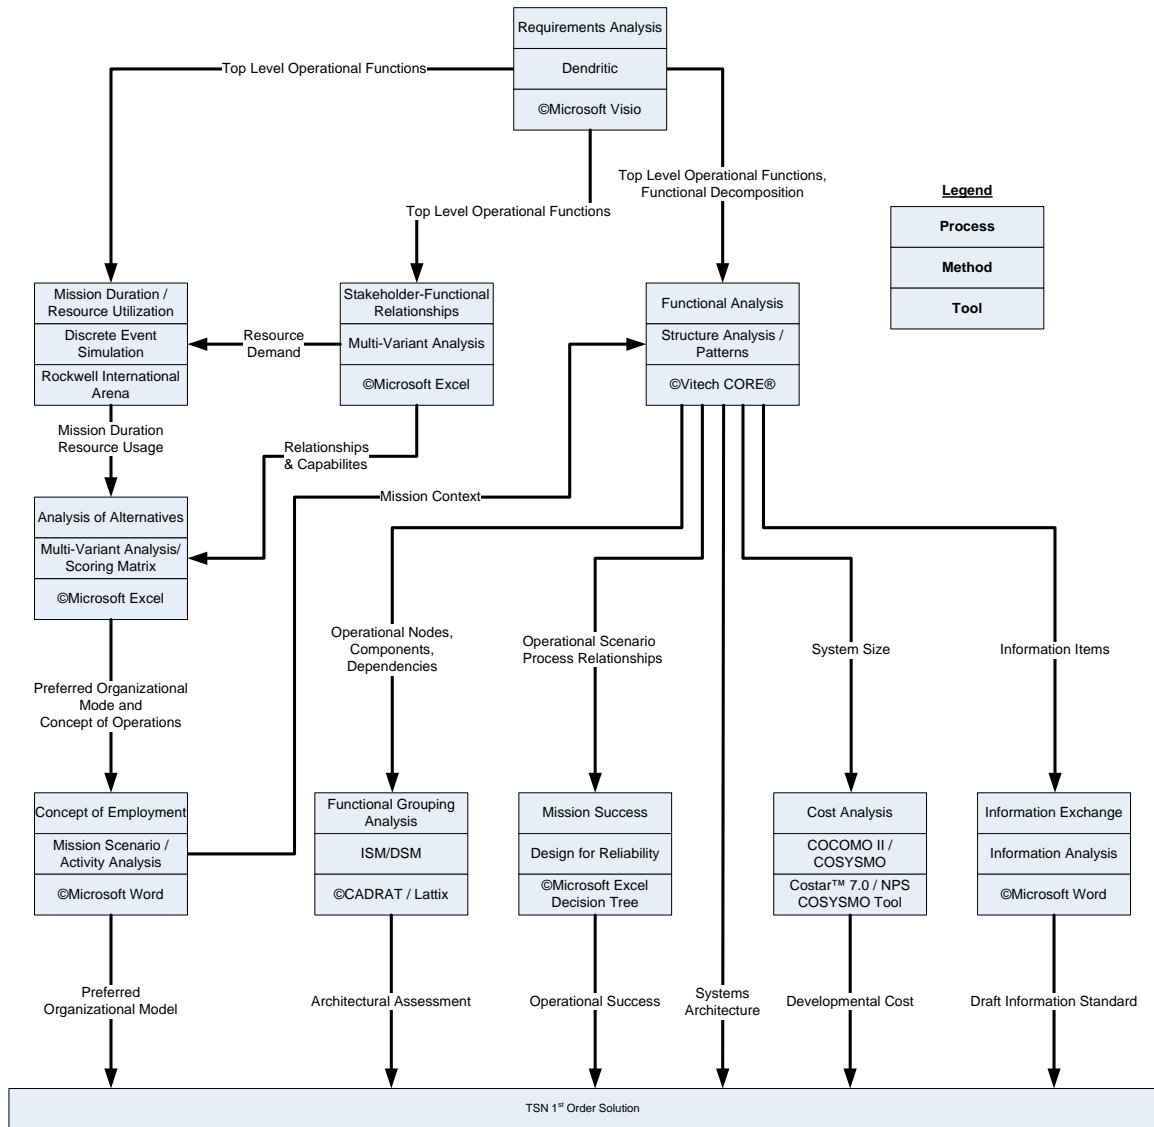 Requirements Analysis
Dendritic
©Microsoft Visio
Top Level Operational Functions
Top Level Operational Functions,
Functional Decomposition
Top Level Operational Functions
Legend
Process
Method
Tool
Mission Duration /
Resource Utilization
Discrete Event
Simulation
Rockwell International
Arena
Resource
Demand
Stakeholder-Functional
Relationships
Multi-Variant Analysis
©Microsoft Excel
Functional Analysis
Structure Analysis /
Patterns
©Vitech CORE®
Mission Duration
Resource Usage
Relationships
& Capabilites
Mission Context
Analysis of Alternatives
Multi-Variant Analysis/
Scoring Matrix
©Microsoft Excel
Preferred Organizational
Mode and
Concept of Operations
Operational Nodes,
Components,
Dependencies
Operational Scenario
Process Relationships
System Size
Information Items
Concept of Employment
Mission Scenario /
Activity Analysis
©Microsoft Word
Functional Grouping
Analysis
ISM/DSM
©CADRAT / Lattix
Mission Success
Design for Reliability
©Microsoft Excel
Decision Tree
Cost Analysis
COCOMO II /
COSYSMO
Costar™ 7.0 / NPS
COSYSMO Tool
Information Exchange
Information Analysis
©Microsoft Word
Preferred
Organizational Model
Architectural Assessment
Operational Success
Systems
Architecture
Developmental Cost
Draft Information Standard
TSN 1st Order Solution